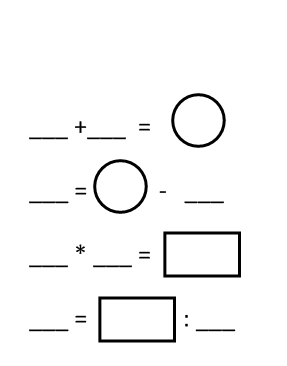 ___ +___ =
___ = - ___
___ * ___ =
___ = : ___